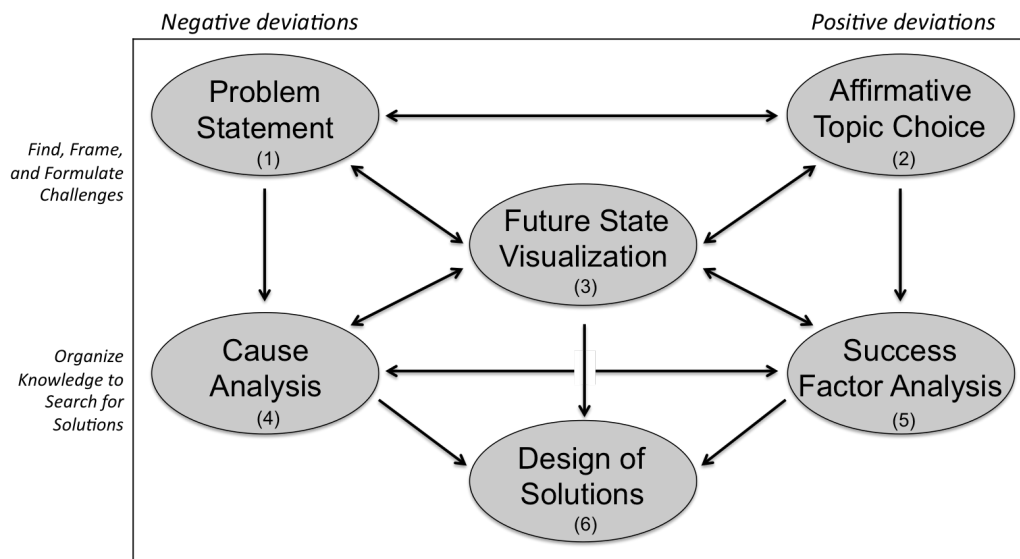 Negative deviations
Positive deviations
Problem
Statement
(1)
Affirmative
Topic Choice
(2)
Find, Frame,
and Formulate
Challenges
Future State
Visualization
(3)
Organize
Knowledge to
Search for
Solutions
Cause
Analysis
(4)
Success
Factor Analysis
(5)
Design of
Solutions
(6)